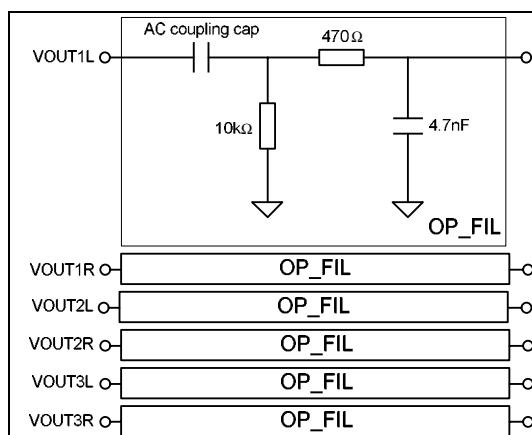 AC coupling cap
VOUT1L
470Ω
10kΩ
4.7nF
OP_FIL
VOUT1R OP_FIL
VOUT2L OP_FIL
VOUT2R OP_FIL
VOUT3L OP_FIL
VOUT3R OP_FIL